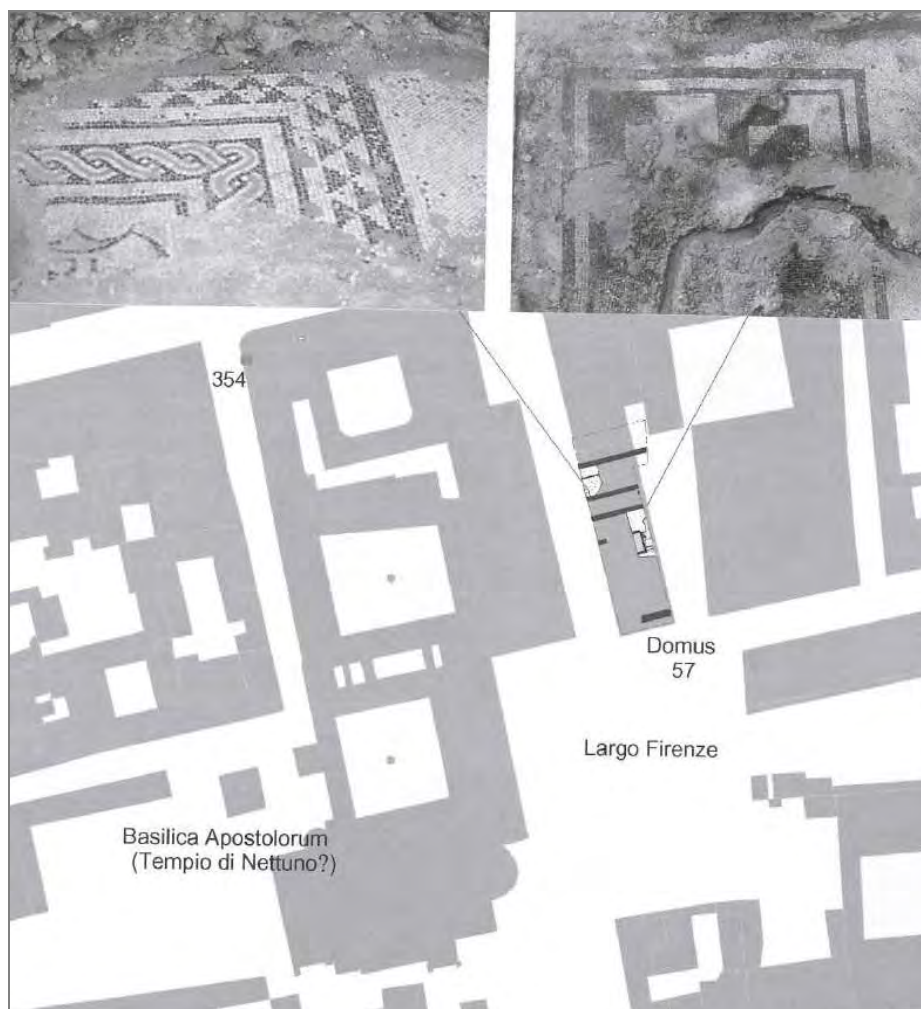 354
Domus
57
Largo Firenze
Basilica Apostolorum
(Tempio di Nettuno?)